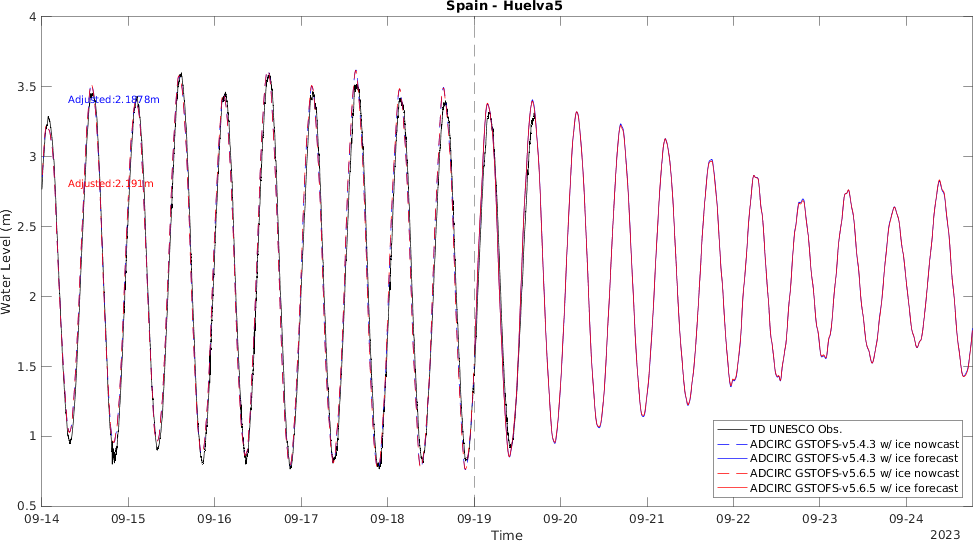 Spain - Huelva5
4
3.5
3
2.5
2
1.5
1
0.5
Water Level (m)
Adjusted:2.1878m
Adjusted:2.191m
TD UNESCO Obs.
ADCIRC GSTOFS-v5.4.3 w/ ice nowcast
ADCIRC GSTOFS-v5.4.3 w/ ice forecast
ADCIRC GSTOFS-v5.6.5 w/ ice nowcast
ADCIRC GSTOFS-v5.6.5 w/ ice forecast
09-14 09-15 09-16 09-17 09-18 09-19 09-20 09-21 09-22 09-23 09-24
Time
2023